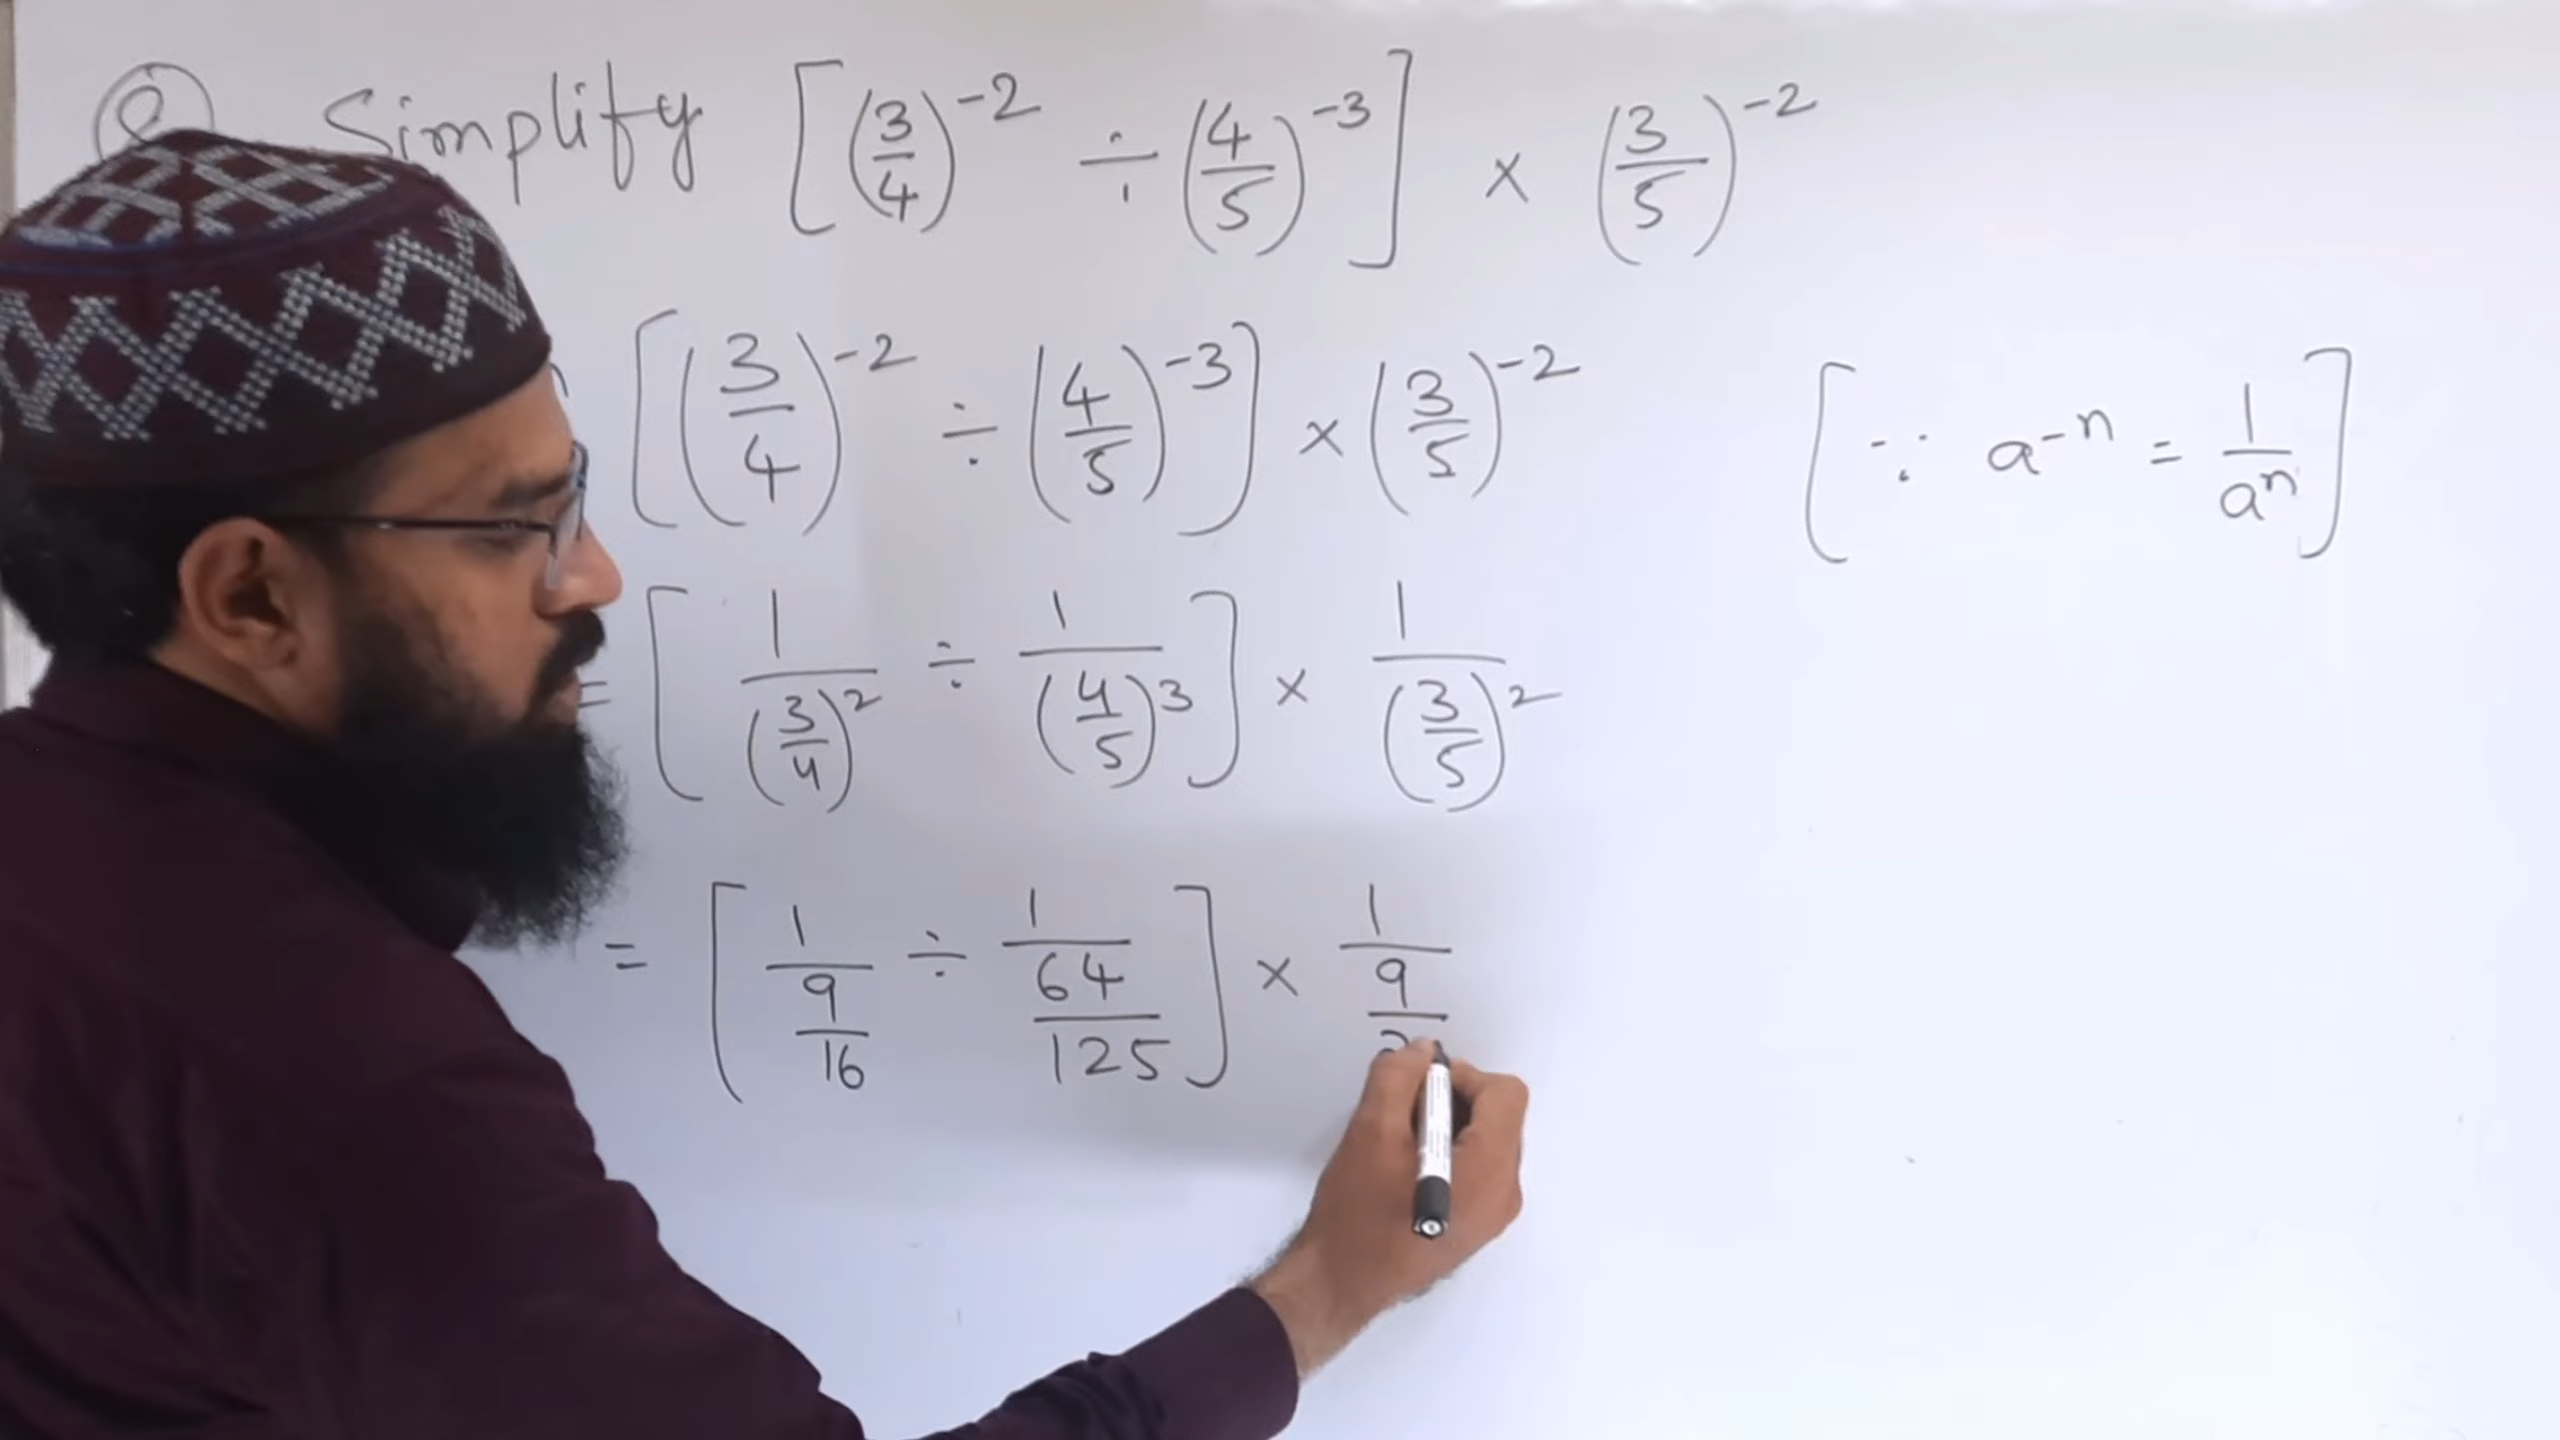 Q Simplify [(3/4)^-2 ÷ (4/5)^-3] × (3/5)^-2
[(3/4)^-2 ÷ (4/5)^-3] × (3/5)^-2 [∵ a^-n = 1/a^n]
= [1/(3/4)^2 ÷ 1/(4/5)^3] × 1/(3/5)^2
= [1/(9/16) ÷ 1/(64/125)] × 1/(9/2